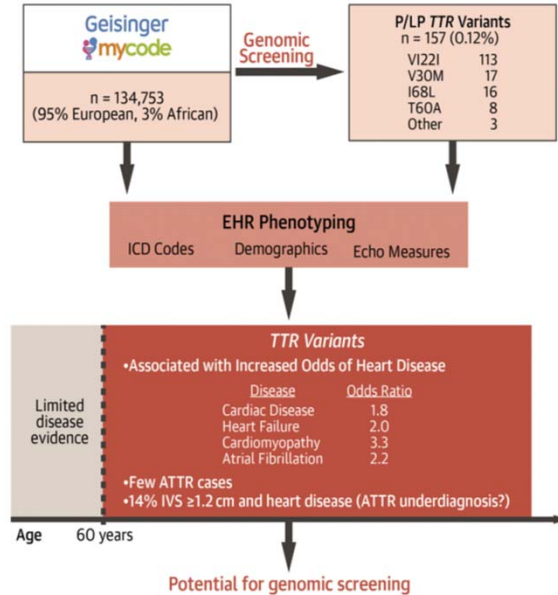 Geisinger
mycode
n = 134,753
(95% European, 3% African)
Genomic
Screening
P/LP TTR Variants
n = 157 (0.12%)
V122I 113
V30M 17
I68L 16
T60A 8
Other 3
EHR Phenotyping
ICD Codes Demographics Echo Measures
Limited
disease
evidence
TTR Variants
•Associated with Increased Odds of Heart Disease
Disease Odds Ratio
Cardiac Disease 1.8
Heart Failure 2.0
Cardiomyopathy 3.3
Atrial Fibrillation 2.2
•Few ATTR cases
•14% IVS ≥1.2 cm and heart disease (ATTR underdiagnosis?)
Age 60 years
Potential for genomic screening